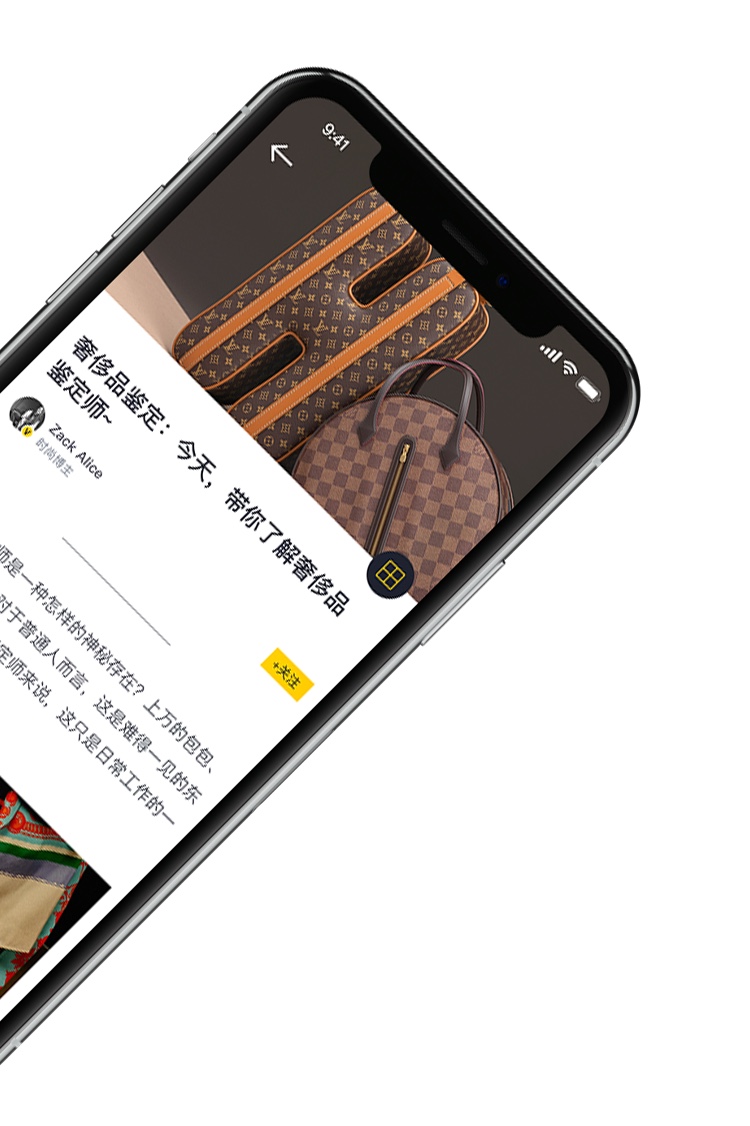 9:41
奢侈品鉴定：今天，带你了解奢侈品
鉴定师~
Zack Alice
时尚博主
+关注
师是一种怎样的神秘存在？上万的包包、
对于普通人而言，这是难得一见的东
定师来说，这只是日常工作的一